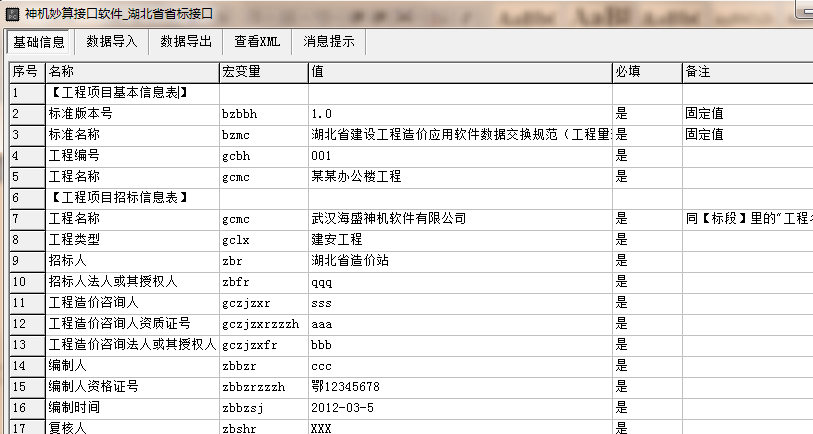 神机妙算接口软件_湖北省省标接口
基础信息 数据导入 数据导出 查看XML 消息提示
序号 名称 宏变量 值 必填 备注
1 【工程项目基本信息表】
2 标准版本号 bzbbh 1.0 是 固定值
3 标准名称 bzmc 湖北省建设工程造价应用软件数据交换规范（工程量 是 固定值
4 工程编号 gcbh 001 是
5 工程名称 gcmc 某某办公楼工程 是
6 【工程项目招标信息表】
7 工程名称 gcmc 武汉海盛神机软件有限公司 是 同【标段】里的"工程
8 工程类型 gclx 建安工程 是
9 招标人 zbr 湖北省造价站 是
10 招标人法人或其授权人 zbfr qqq 是
11 工程造价咨询人 gczjzxr sss 是
12 工程造价咨询人资质证号 gczjzxrzzzh aaa 是
13 工程造价咨询法人或其授权人 gczjzxfr bbb 是
14 编制人 zbbzr ccc 是
15 编制人资格证号 zbbzrzzzh 鄂12345678 是
16 编制时间 zbbzsj 2012-03-5 是
17 复核人 zbshr XXX 是